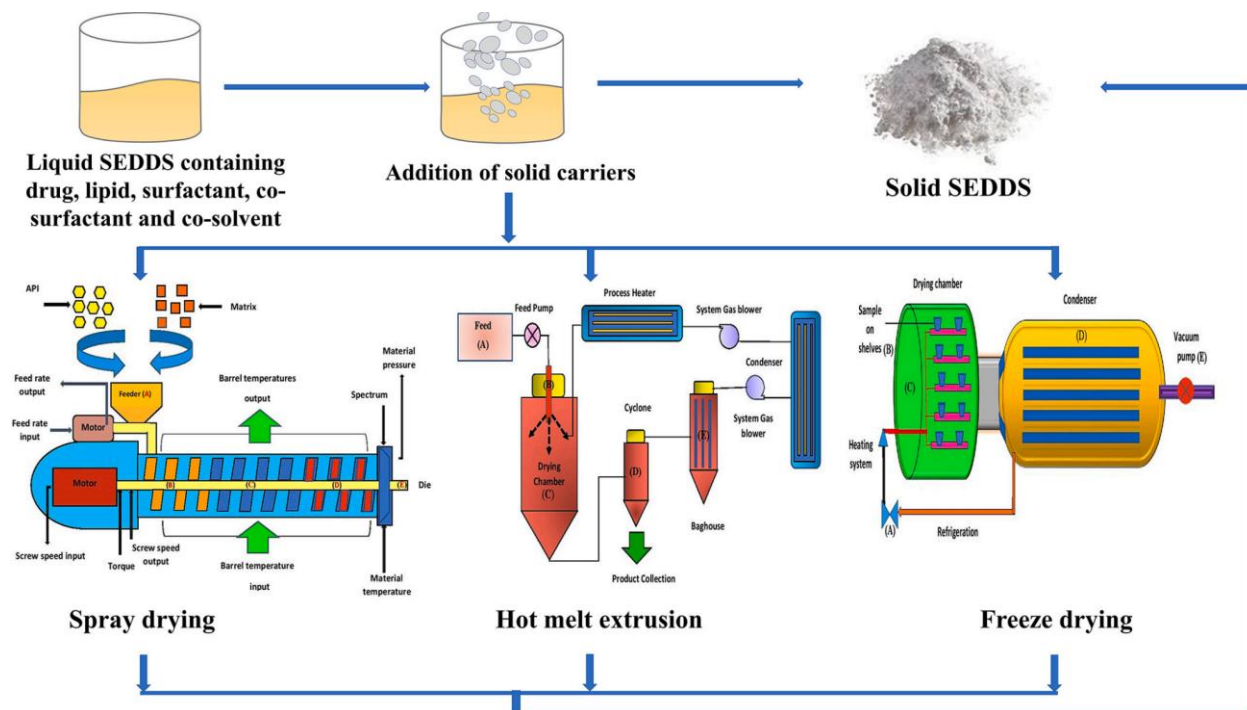 Liquid SEDDS containing
drug, lipid, surfactant, co-
surfactant and co-solvent
Addition of solid carriers
Solid SEDDS
API
Matrix
Feed rate
output
Feed rate
input
Feeder (A)
Motor
Barrel temperatures
output
Material
pressure
Spectrum
Motor
(B)
(C)
(D)
(E)
Die
Screw speed input
Torque
Screw speed
output
Barrel temperature
input
Material
temperature
Spray drying
Feed
(A)
Feed Pump
Process Heater
System Gas blower
Condenser
(B)
Drying
Chamber
(C)
Cyclone
(D)
(E)
System Gas
blower
Baghouse
Product Collection
Hot melt extrusion
Drying chamber
Sample
on
shelves
(B)
(C)
Condenser
(D)
Vacuum
pump (E)
Heating
system
(A)
Refrigeration
Freeze drying